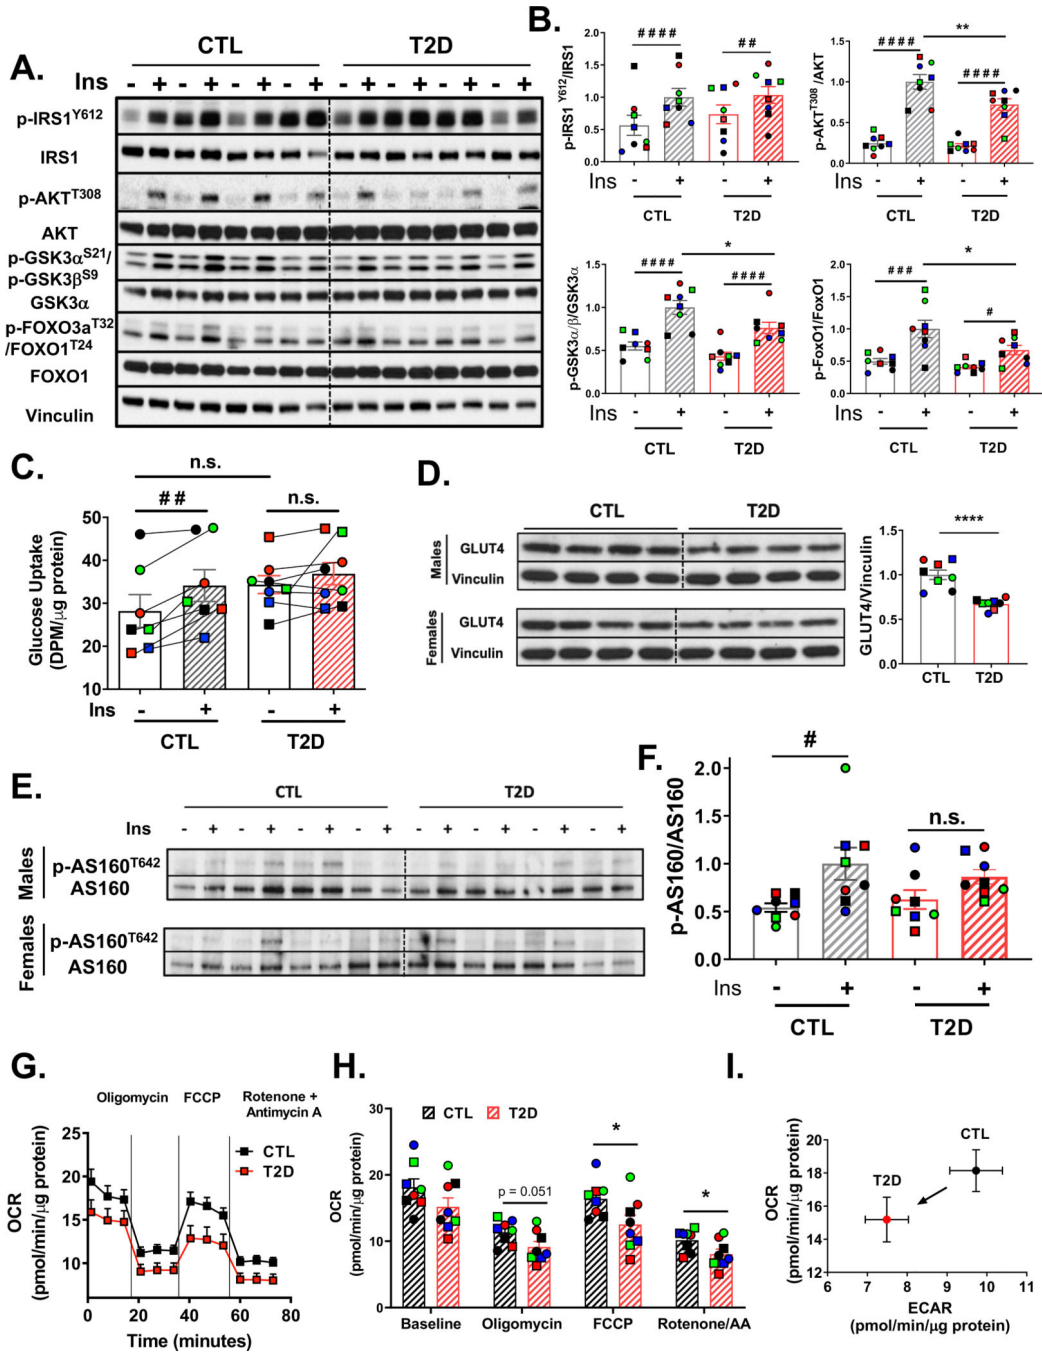 A.
CTL T2D
Ins - + - + - + - + - + - + - + - +
p-IRS1Y612
IRS1
p-AKTT308
AKT
p-GSK3αS21/
p-GSK3βS9
GSK3α
p-FOXO3aT32
/FOXO1T24
FOXO1
Vinculin
B.
p-IRS1 Y612/IRS1
2.0
1.5
1.0
0.5
0.0
####
##
Ins - + - +
CTL T2D
p-AKTT308/AKT
2.0
1.5
1.0
0.5
0.0
####
**
####
Ins - + - +
CTL T2D
p-GSK3α/β/GSK3α
1.5
1.0
0.5
0.0
####
*
####
Ins - + - +
CTL T2D
p-FoxO1/FoxO1
2.0
1.5
1.0
0.5
0.0
###
*
#
Ins - + - +
CTL T2D
C.
n.s.
##
n.s.
Glucose Uptake
(DPM/µg protein)
50
40
30
20
10
Ins - + - +
CTL T2D
D.
CTL T2D
Males
GLUT4
Vinculin
Females
GLUT4
Vinculin
GLUT4/Vinculin
1.5
1.0
0.5
0.0
****
CTL T2D
E.
CTL T2D
Ins - + - + - + - + - + - + - + - +
Males
p-AS160T642
AS160
Females
p-AS160T642
AS160
F.
p-AS160/AS160
2.0
1.5
1.0
0.5
0.0
#
n.s.
Ins - + - +
CTL T2D
G.
Oligomycin FCCP Rotenone +
Antimycin A
OCR
(pmol/min/µg protein)
25
20
15
10
CTL
T2D
0 20 40 60 80
Time (minutes)
H.
OCR
(pmol/min/µg protein)
30
20
10
0
CTL T2D
p = 0.051
*
*
Baseline Oligomycin FCCP Rotenone/AA
I.
OCR
(pmol/min/µg protein)
20
18
16
14
12
CTL
T2D
6 7 8 9 10 11
ECAR
(pmol/min/µg protein)